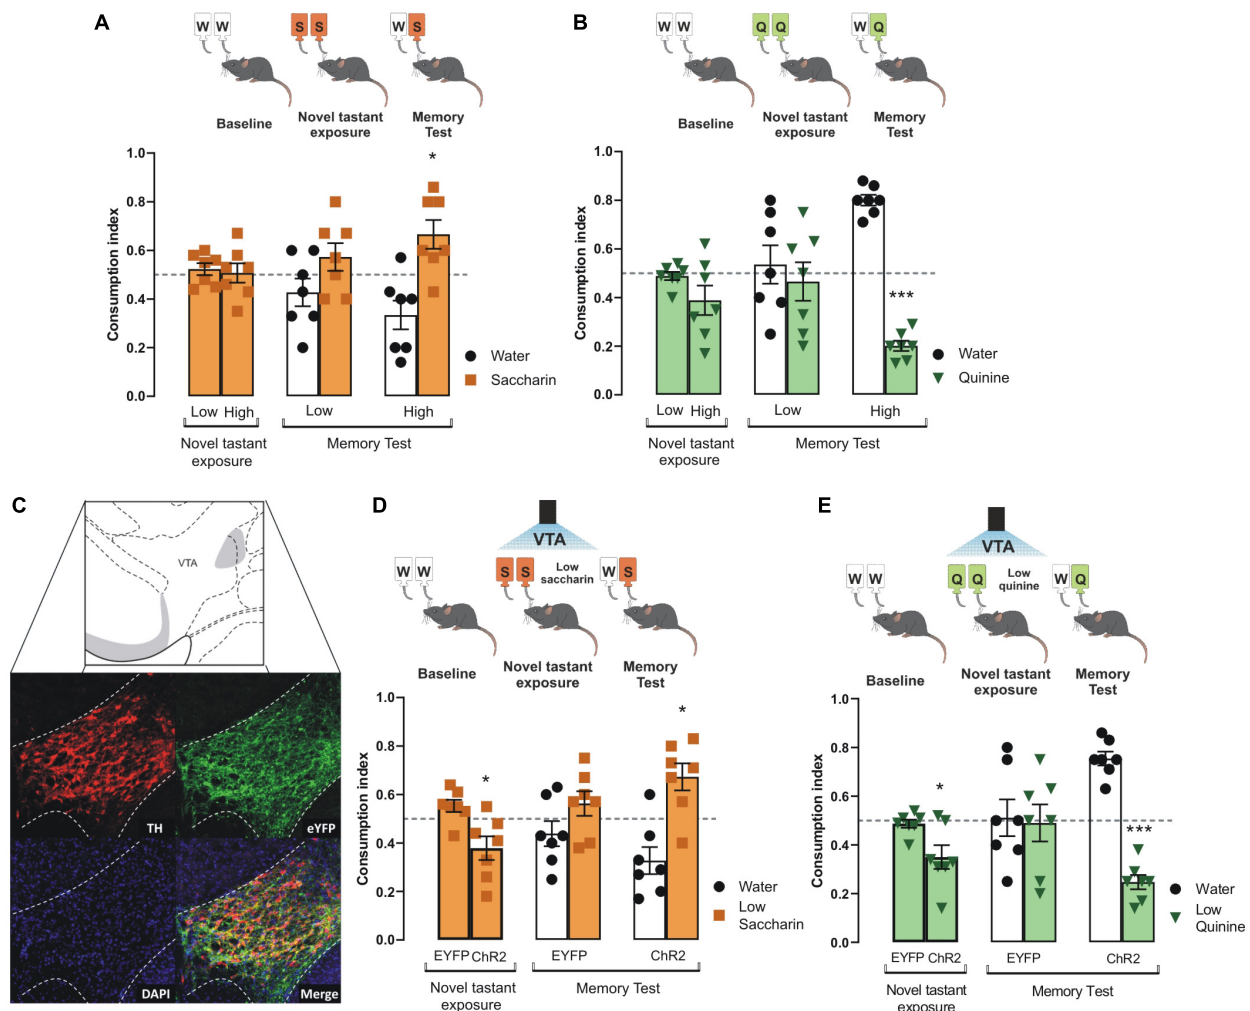 A
W W
S S
W S
Baseline
Novel tastant
exposure
Memory
Test
*
Consumption index
1.0
0.8
0.6
0.4
0.2
0.0
Water
Saccharin
Low High
Low
High
Novel tastant
exposure
Memory Test
B
W W
Q Q
W Q
Baseline
Novel tastant
exposure
Memory
Test
***
Consumption index
1.0
0.8
0.6
0.4
0.2
0.0
Water
Quinine
Low High
Low
High
Novel tastant
exposure
Memory Test
C
VTA
TH
eYFP
DAPI
Merge
D
VTA
W W
S S
Low
saccharin
W S
Baseline
Novel tastant
exposure
Memory
Test
*
*
Consumption index
1.0
0.8
0.6
0.4
0.2
0.0
Water
Low
Saccharin
EYFP ChR2
EYFP
ChR2
Novel tastant
exposure
Memory Test
E
VTA
W W
Q Q
Low
quinine
W Q
Baseline
Novel tastant
exposure
Memory
Test
*
***
Consumption index
1.0
0.8
0.6
0.4
0.2
0.0
Water
Low
Quinine
EYFP ChR2
EYFP
ChR2
Novel tastant
exposure
Memory Test